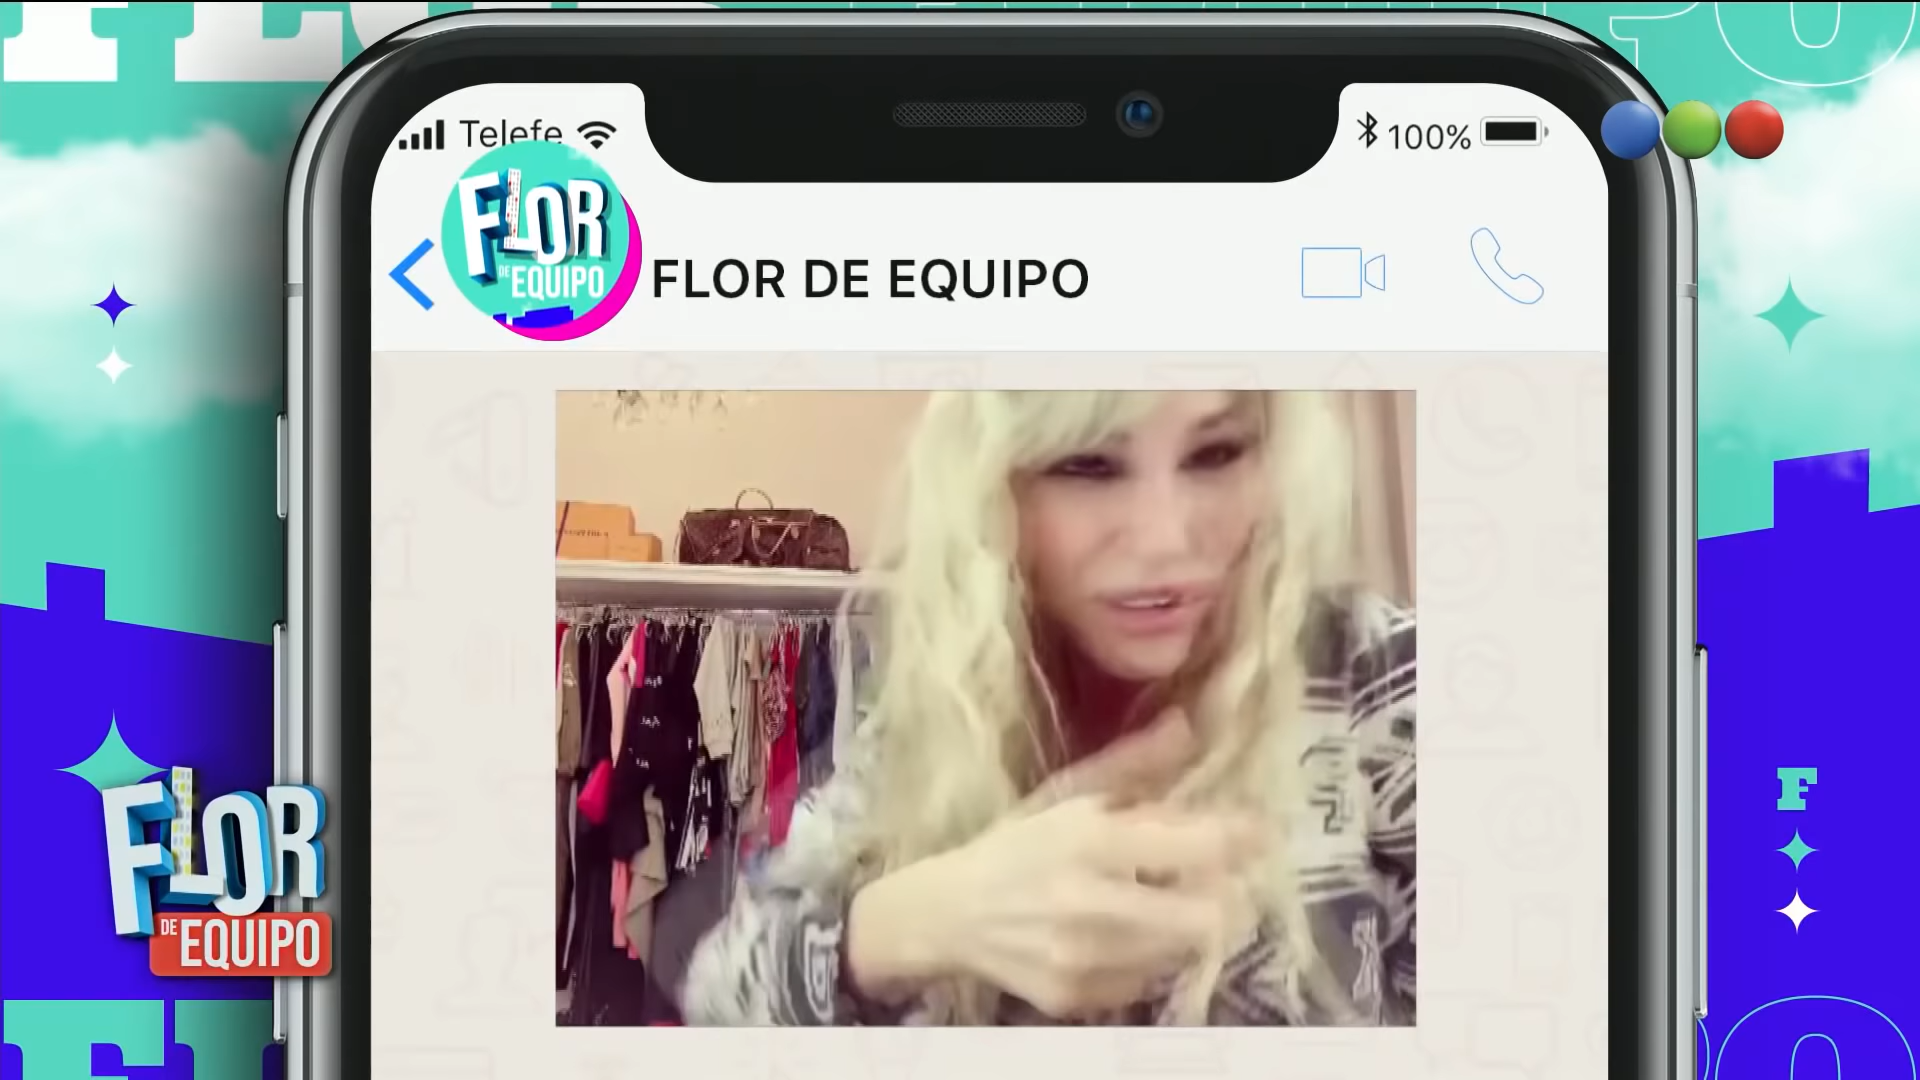 Telefe
100%
FLOR
DE EQUIPO
FLOR DE EQUIPO
FLOR
DE EQUIPO
F